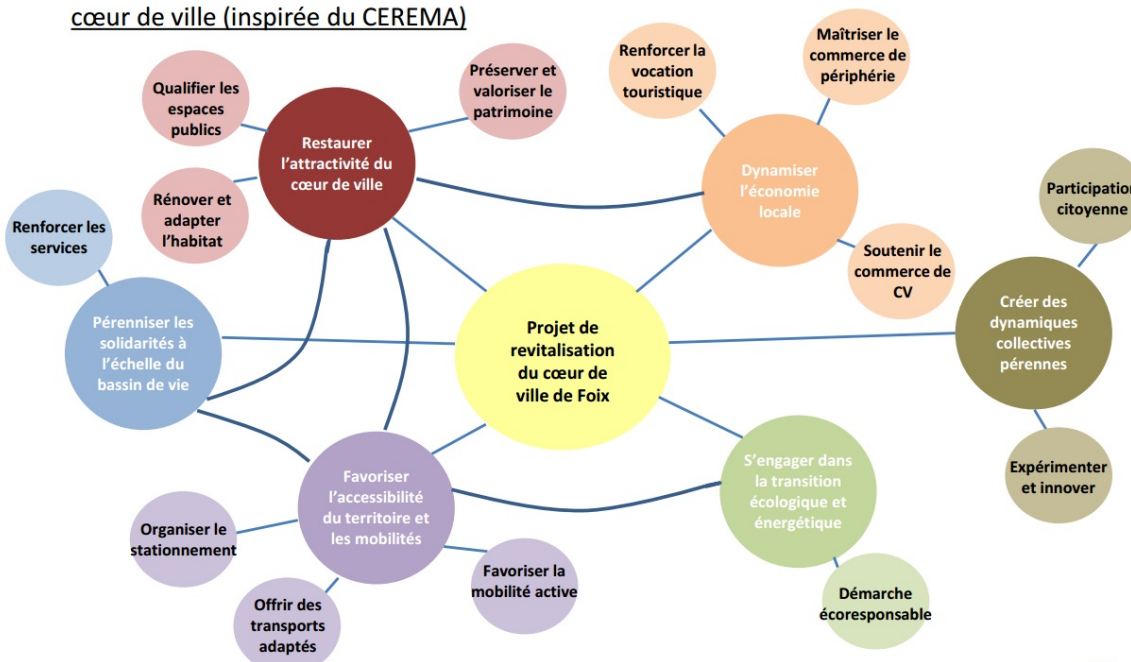 cœur de ville (inspirée du CEREMA)
Qualifier les
espaces
publics
Préserver et
valoriser le
patrimoine
Restaurer
l'attractivité du
cœur de ville
Rénover et
adapter
l'habitat
Renforcer la
vocation
touristique
Maîtriser le
commerce de
périphérie
Dynamiser
l'économie
locale
Soutenir le
commerce de
CV
Participation
citoyenne
Créer des
dynamiques
collectives
pérennes
Expérimenter
et innover
Renforcer les
services
Pérenniser les
solidarités à
l'échelle du
bassin de vie
Projet de
revitalisation
du cœur de
ville de Foix
Favoriser
l'accessibilité
du territoire et
les mobilités
Organiser le
stationnement
Offrir des
transports
adaptés
Favoriser la
mobilité active
S'engager dans
la transition
écologique et
énergétique
Démarche
écoresponsable